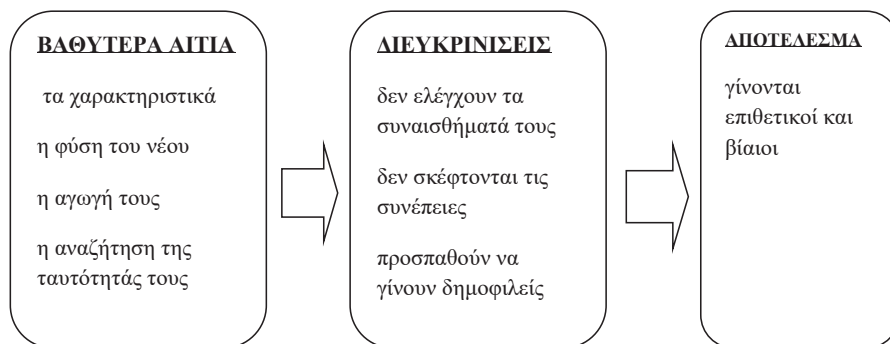 ΒΑΘΥΤΕΡΑ ΑΙΤΙΑ
τα χαρακτηριστικά
η φύση του νέου
η αγωγή τους
η αναζήτηση της
ταυτότητάς τους
ΔΙΕΥΚΡΙΝΙΣΕΙΣ
δεν ελέγχουν τα
συναισθήματά τους
δεν σκέφτονται τις
συνέπειες
προσπαθούν να
γίνουν δημοφιλείς
ΑΠΟΤΕΛΕΣΜΑ
γίνονται
επιθετικοί και
βίαιοι